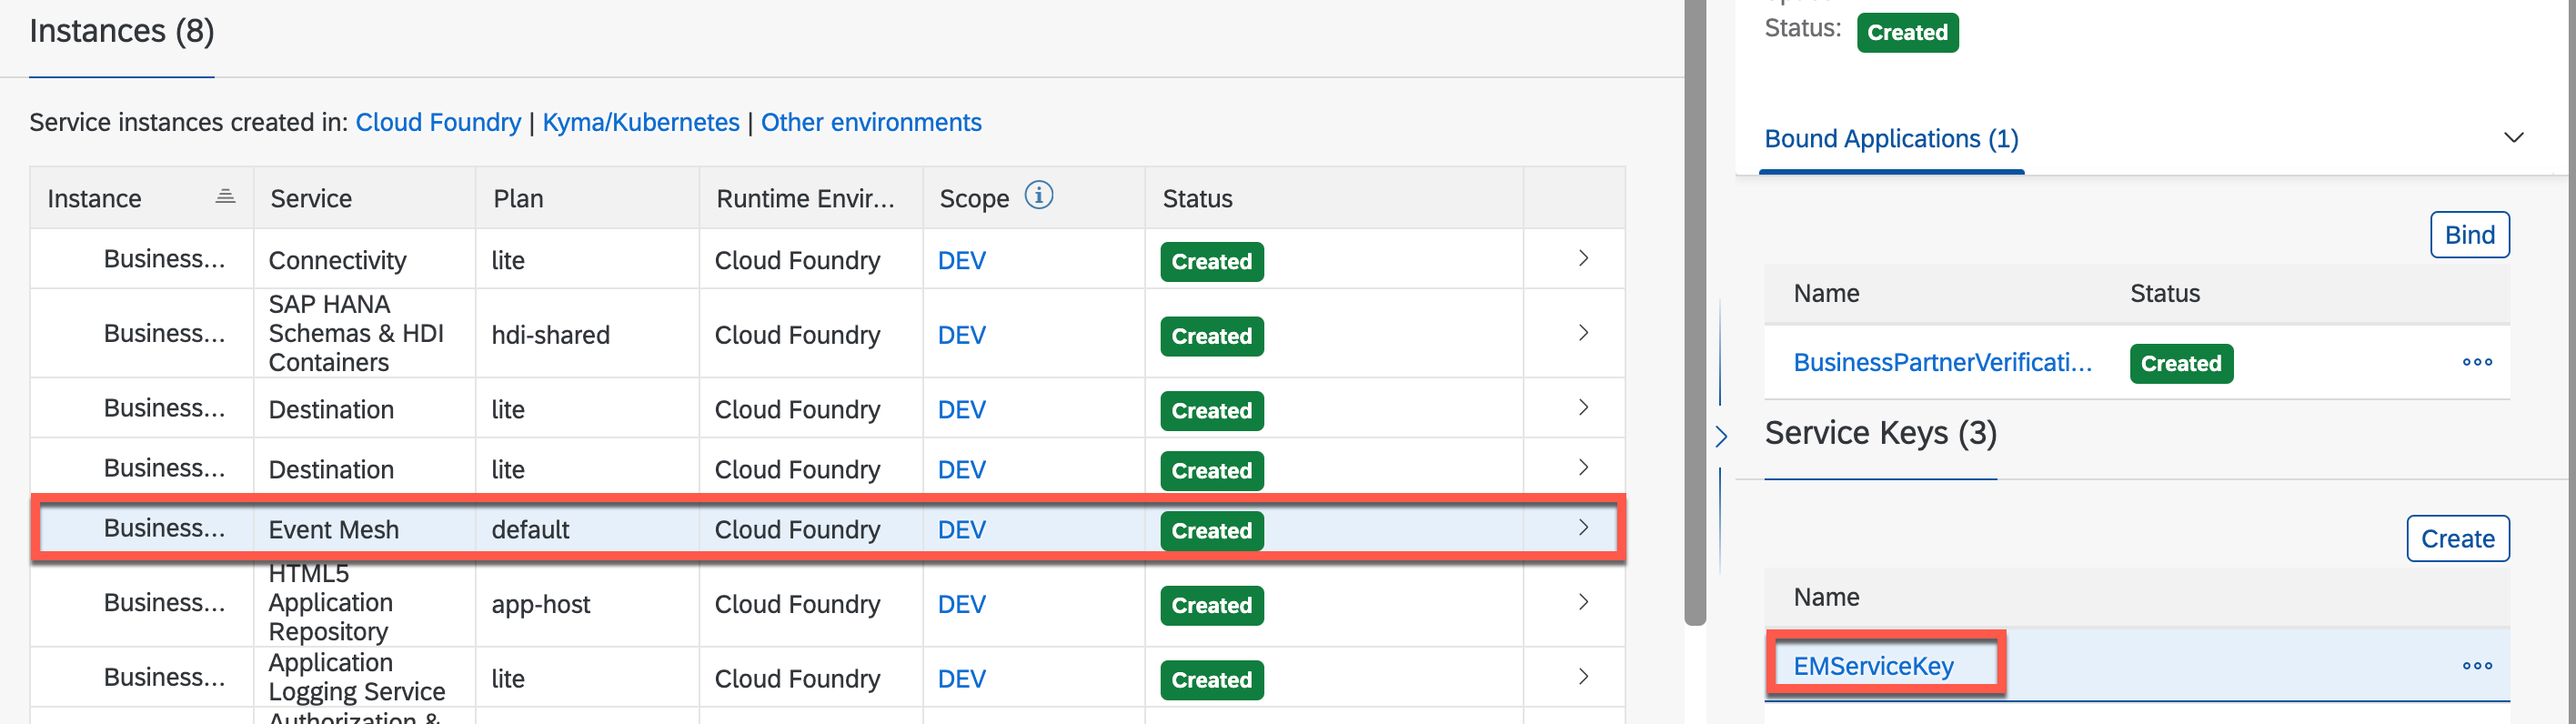 Instances (8)
Service instances created in: Cloud Foundry | Kyma/Kubernetes | Other environments
Instance Service Plan Runtime Envir... Scope Status
Business... Connectivity lite Cloud Foundry DEV Created
Business... SAP HANA Schemas & HDI Containers hdi-shared Cloud Foundry DEV Created
Business... Destination lite Cloud Foundry DEV Created
Business... Destination lite Cloud Foundry DEV Created
Business... Event Mesh default Cloud Foundry DEV Created
Business... HTML5 Application Repository app-host Cloud Foundry DEV Created
Business... Application Logging Service lite Cloud Foundry DEV Created
Authorization &
Status: Created
Bound Applications (1)
Bind
Name Status
BusinessPartnerVerificati... Created
Service Keys (3)
Create
Name
EMServiceKey